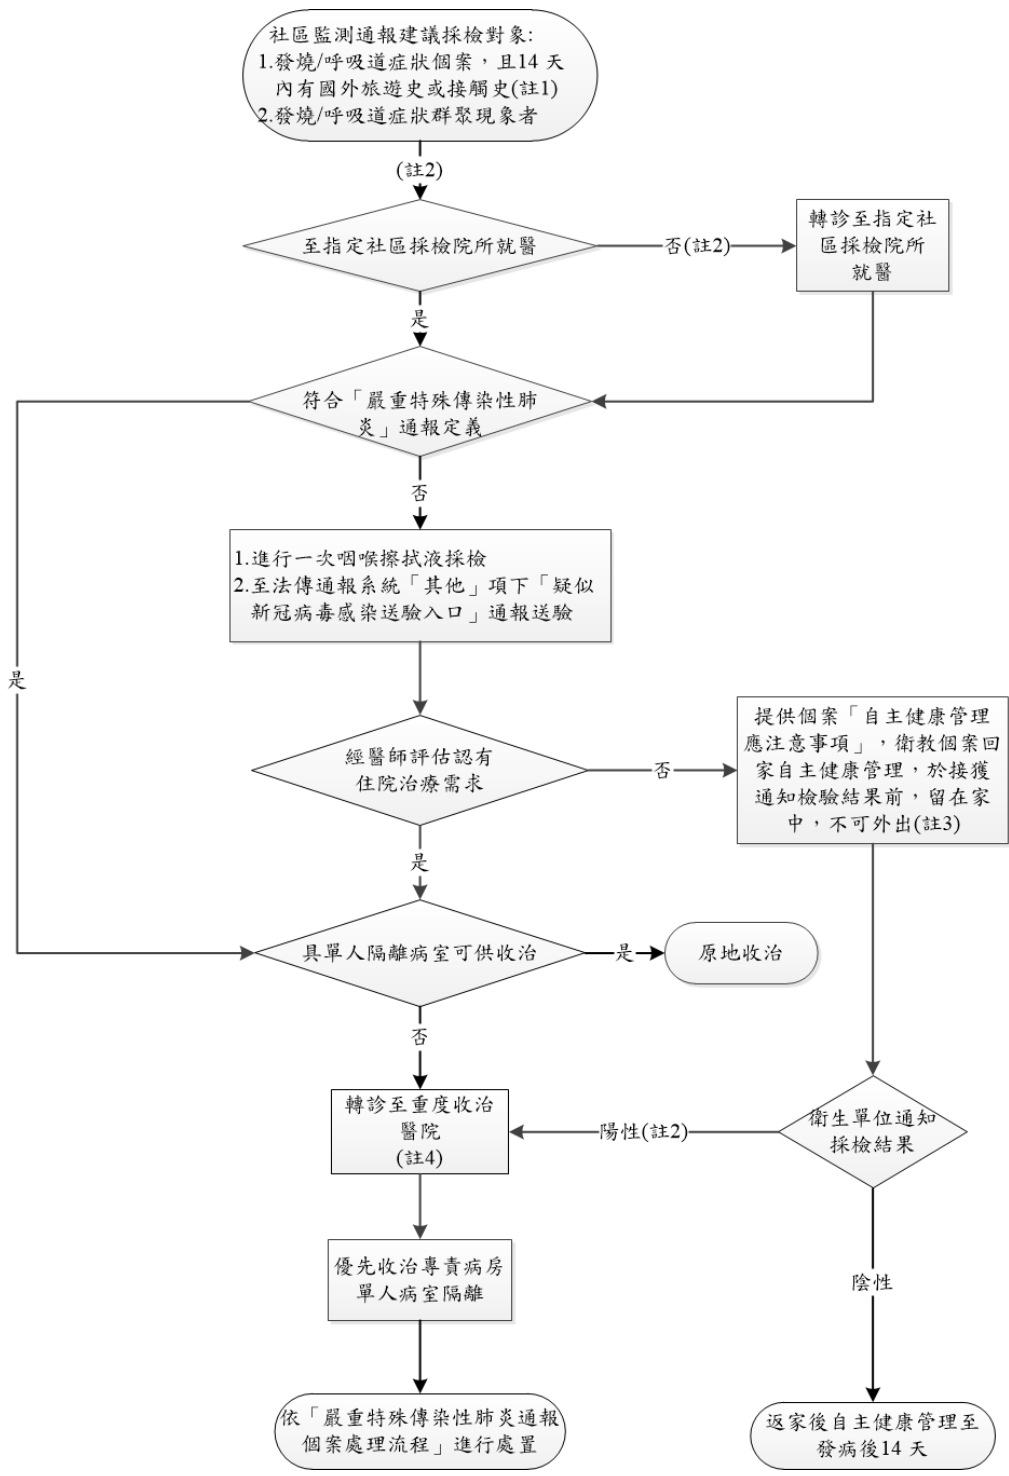 社區監測通報建議採檢對象:
1.發燒/呼吸道症狀個案，且14 天
內有國外旅遊史或接觸史(註1)
2.發燒/呼吸道症狀群聚現象者
(註2)
至指定社區採檢院所就醫
否(註2)
轉診至指定社
區採檢院所
就醫
是
符合「嚴重特殊傳染性肺
炎」通報定義
否
1.進行一次咽喉擦拭液採檢
2.至法傳通報系統「其他」項下「疑似
新冠病毒感染送驗入口」通報送驗
是
經醫師評估認有
住院治療需求
否
提供個案「自主健康管理
應注意事項」，衛教個案回
家自主健康管理，於接獲
通知檢驗結果前，留在家
中，不可外出(註3)
是
具單人隔離病室可供收治
是
原地收治
否
轉診至重度收治
醫院
(註4)
陽性(註2)
衛生單位通知
採檢結果
優先收治專責病房
單人病室隔離
陰性
依「嚴重特殊傳染性肺炎通報
個案處理流程」進行處置
返家後自主健康管理至
發病後14 天